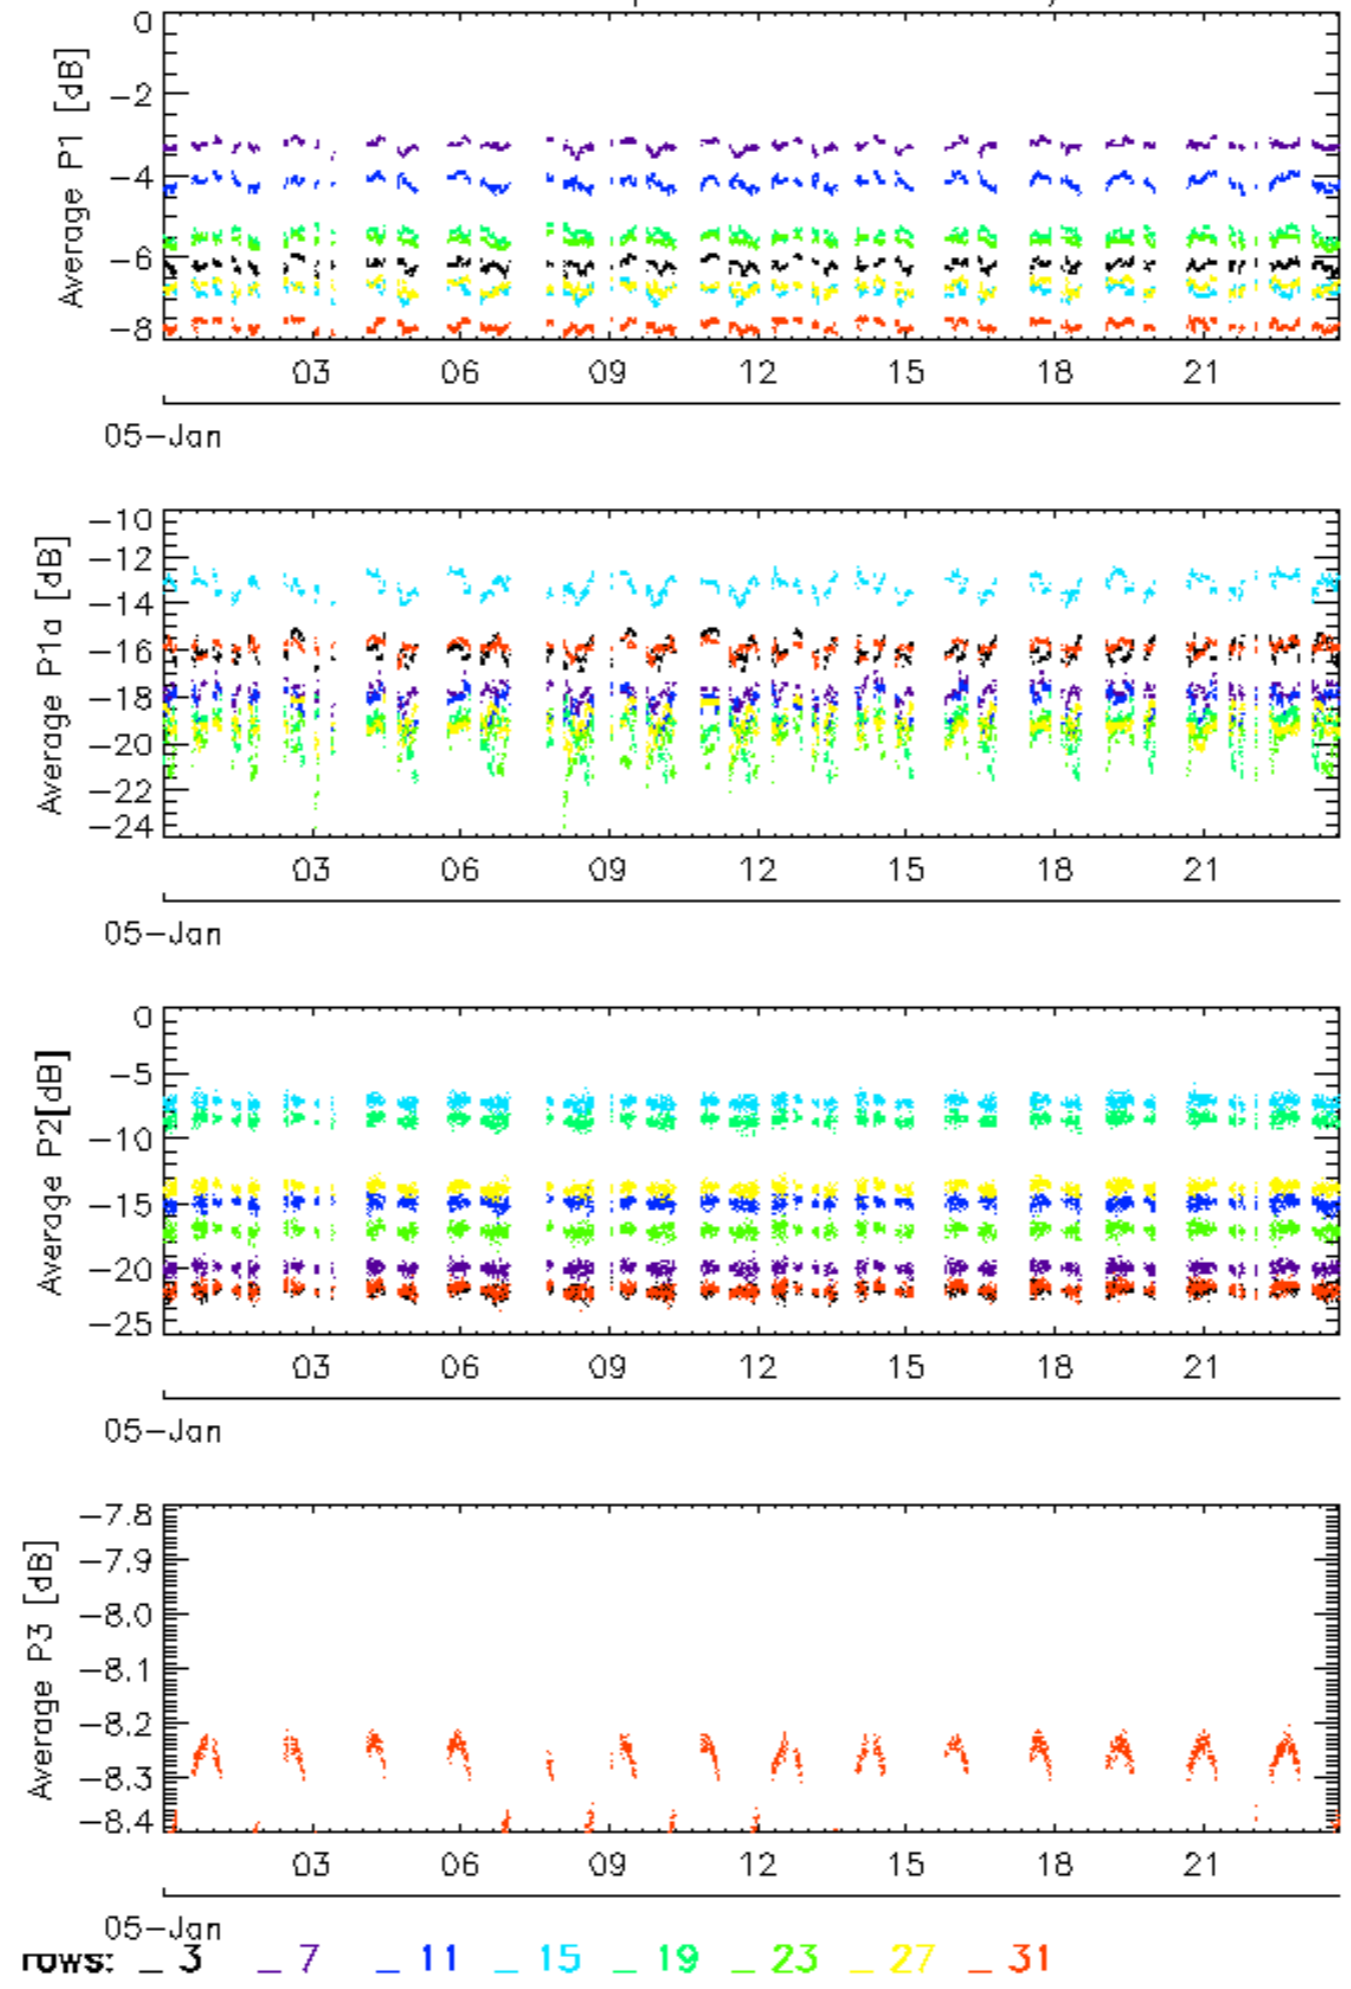 0
-2
-4
-6
-8
Average P1 [dB]
03 06 09 12 15 18 21
05-Jan
-10
-12
-14
-16
-18
-20
-22
-24
Average P1a [dB]
03 06 09 12 15 18 21
05-Jan
0
-5
-10
-15
-20
-25
Average P2[dB]
03 06 09 12 15 18 21
05-Jan
-7.8
-7.9
-8.0
-8.1
-8.2
-8.3
-8.4
Average P3 [dB]
03 06 09 12 15 18 21
05-Jan
rows: _ 3 _ 7 _ 11 _ 15 _ 19 _ 23 _ 27 _ 31